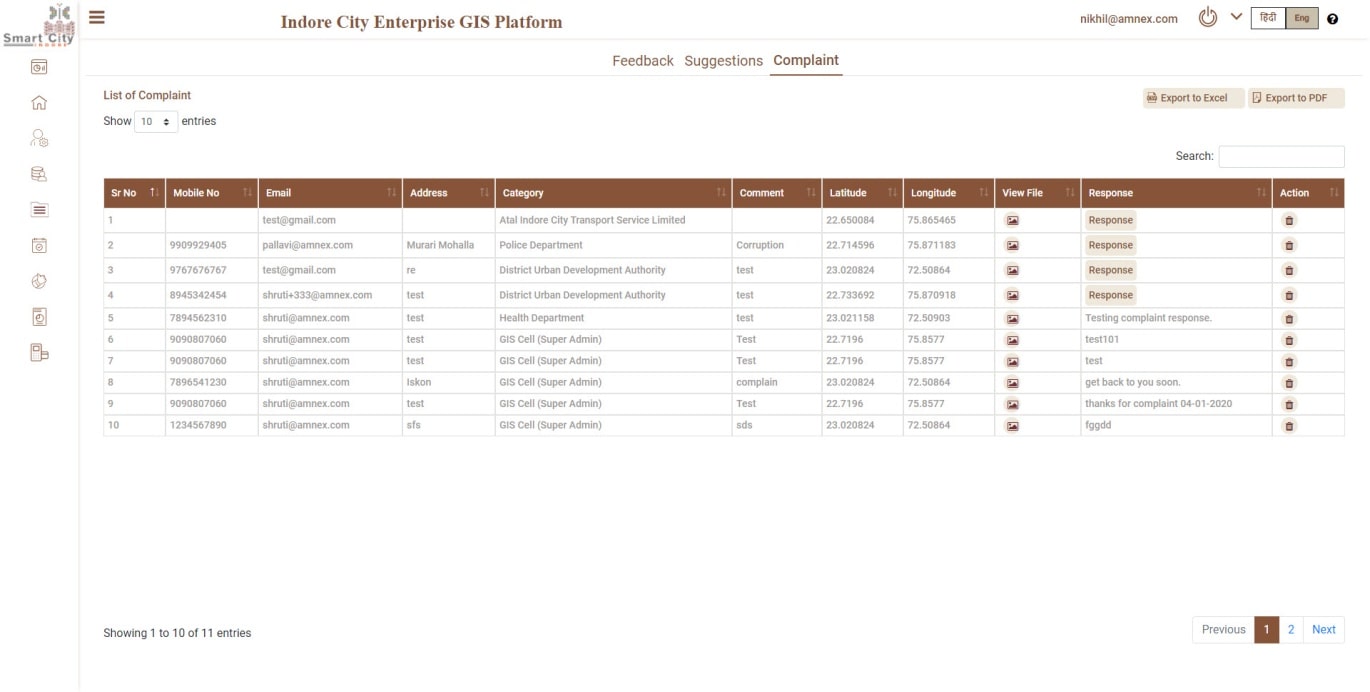 Smart City
INDORE
Indore City Enterprise GIS Platform
nikhil@amnex.com
हिंदी Eng
Feedback Suggestions Complaint
List of Complaint
Export to Excel Export to PDF
Show 10 entries
Search:
Sr No Mobile No Email Address Category Comment Latitude Longitude View File Response Action
1 test@gmail.com Atal Indore City Transport Service Limited 22.650084 75.865465 Response
2 9909929405 pallavi@amnex.com Murari Mohalla Police Department Corruption 22.714596 75.871183 Response
3 9767676767 test@gmail.com re District Urban Development Authority test 23.020824 72.50864 Response
4 8945342454 shruti+333@amnex.com test District Urban Development Authority test 22.733692 75.870918 Response
5 7894562310 shruti@amnex.com test Health Department test 23.021158 72.50903 Testing complaint response.
6 9090807060 shruti@amnex.com test GIS Cell (Super Admin) Test 22.7196 75.8577 test101
7 9090807060 shruti@amnex.com test GIS Cell (Super Admin) Test 22.7196 75.8577 test
8 7896541230 shruti@amnex.com Iskon GIS Cell (Super Admin) complain 23.020824 72.50864 get back to you soon.
9 9090807060 shruti@amnex.com test GIS Cell (Super Admin) Test 22.7196 75.8577 thanks for complaint 04-01-2020
10 1234567890 shruti@amnex.com sfs GIS Cell (Super Admin) sds 23.020824 72.50864 fggdd
Showing 1 to 10 of 11 entries
Previous 1 2 Next